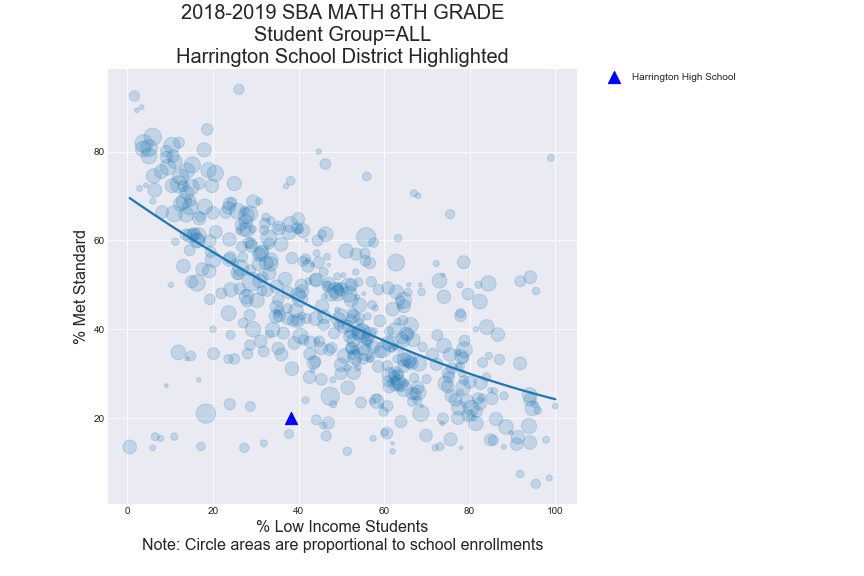 2018-2019 SBA MATH 8TH GRADE
Student Group=ALL
Harrington School District Highlighted
Harrington High School
80
60
40
20
% Met Standard
0 20 40 60 80 100
% Low Income Students
Note: Circle areas are proportional to school enrollments